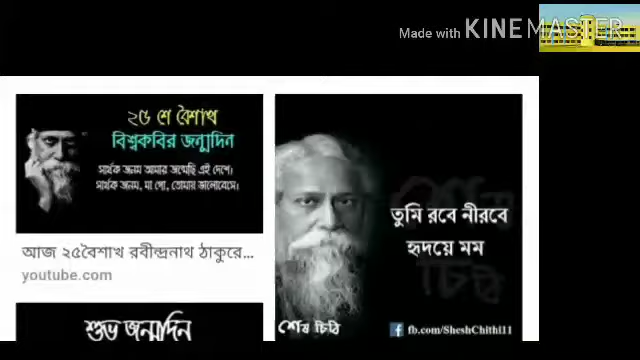 Made with KINEMASTER
২৫ শে বৈশাখ
বিশ্বকবির জন্মদিন
সার্থক জনম আমার জন্মেছি এই দেশে।
সার্থক জনম, মা গো, তোমায় ভালোবেসে।
আজ ২৫বৈশাখ রবীন্দ্রনাথ ঠাকুরে...
youtube.com
শুভ জন্মদিন
তুমি রবে নীরবে
হৃদয়ে মম
শেষ চিঠি
fb.com/SheshChithi11